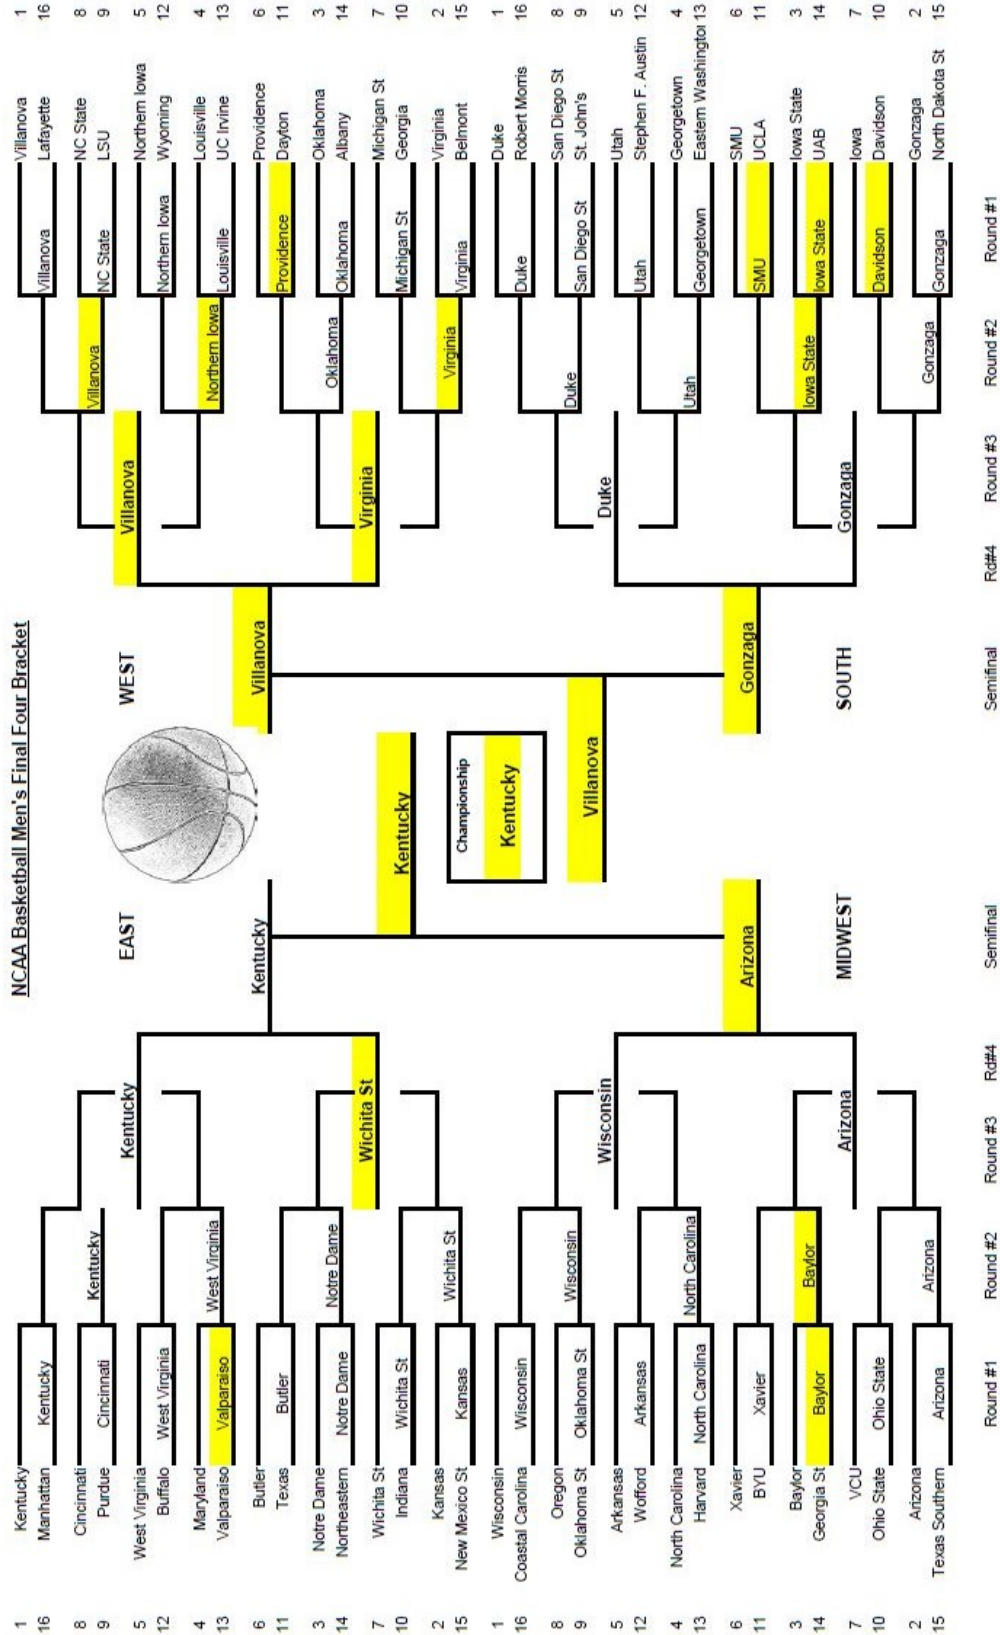 NCAA Basketball Men's Final Four Bracket
1
16
8
9
5
12
4
13
6
11
3
14
7
10
2
15
1
16
8
9
5
12
4
13
6
11
3
14
7
10
2
15
Kentucky
Manhattan
Cincinnati
Purdue
West Virginia
Buffalo
Maryland
Valparaiso
Butler
Texas
Notre Dame
Northeastern
Wichita St
Indiana
Kansas
New Mexico St
Wisconsin
Coastal Carolina
Oregon
Oklahoma St
Arkansas
Wofford
North Carolina
Harvard
Xavier
BYU
Baylor
Georgia St
VCU
Ohio State
Arizona
Texas Southern
Kentucky
Cincinnati
West Virginia
Valparaiso
Butler
Notre Dame
Wichita St
Kansas
Wisconsin
Oklahoma St
Arkansas
North Carolina
Xavier
Baylor
Ohio State
Arizona
Kentucky
West Virginia
Notre Dame
Wichita St
Wisconsin
North Carolina
Baylor
Arizona
Kentucky
Wichita St
Wisconsin
Arizona
EAST
Kentucky
Arizona
MIDWEST
Kentucky
Championship
Kentucky
Villanova
WEST
Villanova
Gonzaga
SOUTH
Villanova
Virginia
Duke
Gonzaga
Villanova
Northern Iowa
Oklahoma
Virginia
Duke
Utah
Iowa State
Gonzaga
Villanova
NC State
Northern Iowa
Louisville
Providence
Oklahoma
Michigan St
Virginia
Duke
San Diego St
Utah
Georgetown
SMU
Iowa State
Davidson
Gonzaga
Villanova
Lafayette
NC State
LSU
Northern Iowa
Wyoming
Louisville
UC Irvine
Providence
Dayton
Oklahoma
Albany
Michigan St
Georgia
Virginia
Belmont
Duke
Robert Morris
San Diego St
St. John's
Utah
Stephen F. Austin
Georgetown
Eastern Washington
SMU
UCLA
Iowa State
UAB
Iowa
Davidson
Gonzaga
North Dakota St
1
16
8
9
5
12
4
13
6
11
3
14
7
10
2
15
1
16
8
9
5
12
4
13
6
11
3
14
7
10
2
15
Round #1 Round #2 Round #3 Rd#4 Semifinal Semifinal Rd#4 Round #3 Round #2 Round #1